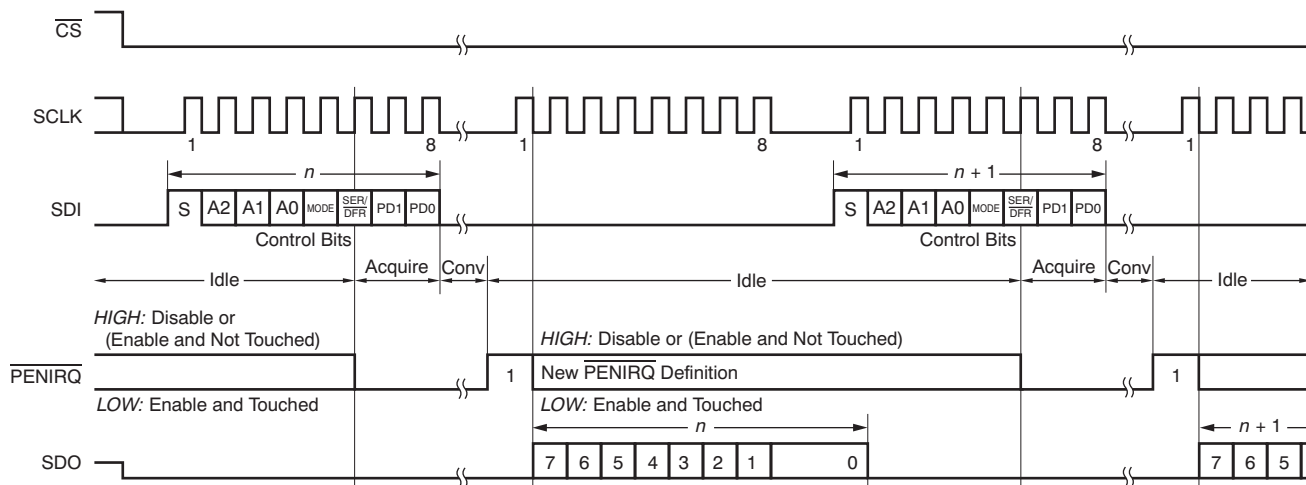 CS
SCLK
1 8 1 8 1 8 1
n n + 1
SDI S A2 A1 A0 MODE SER/DFR PD1 PD0 S A2 A1 A0 MODE SER/DFR PD1 PD0
Control Bits Control Bits
Idle Acquire Conv Idle Acquire Conv Idle
HIGH: Disable or
(Enable and Not Touched)
HIGH: Disable or (Enable and Not Touched)
PENIRQ 1 New PENIRQ Definition 1
LOW: Enable and Touched LOW: Enable and Touched
n n + 1
SDO 7 6 5 4 3 2 1 0 7 6 5